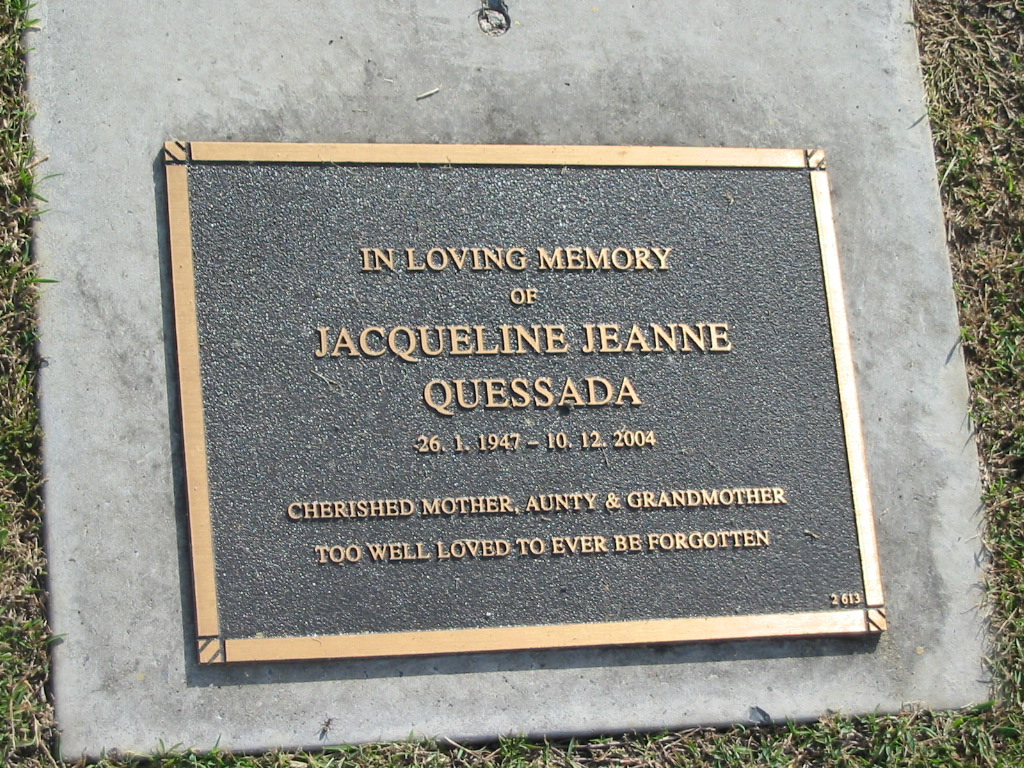 IN LOVING MEMORY
OF
JACQUELINE JEANNE
QUESSADA
26. 1. 1947 – 10. 12. 2004
CHERISHED MOTHER, AUNTY & GRANDMOTHER
TOO WELL LOVED TO EVER BE FORGOTTEN
2 613